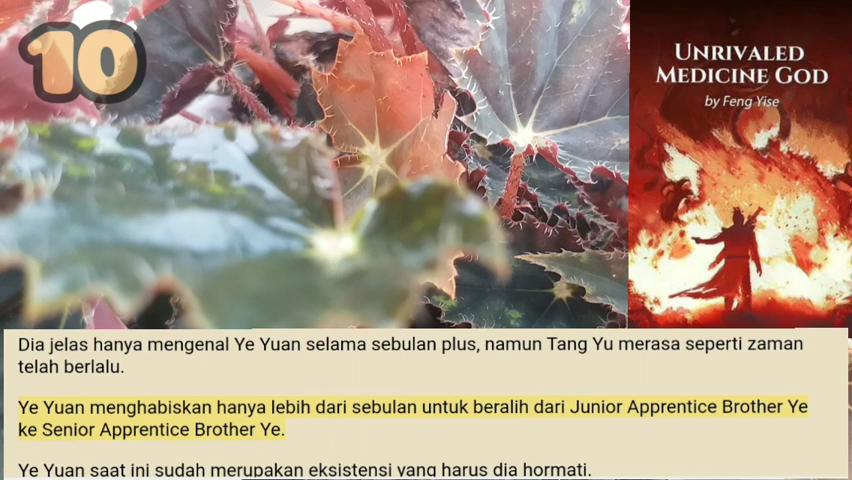 10
UNRIVALED
MEDICINE GOD
by Feng Yise
Dia jelas hanya mengenal Ye Yuan selama sebulan plus, namun Tang Yu merasa seperti zaman
telah berlalu.
Ye Yuan menghabiskan hanya lebih dari sebulan untuk beralih dari Junior Apprentice Brother Ye
ke Senior Apprentice Brother Ye.
Ye Yuan saat ini sudah merupakan eksistensi yang harus dia hormati.